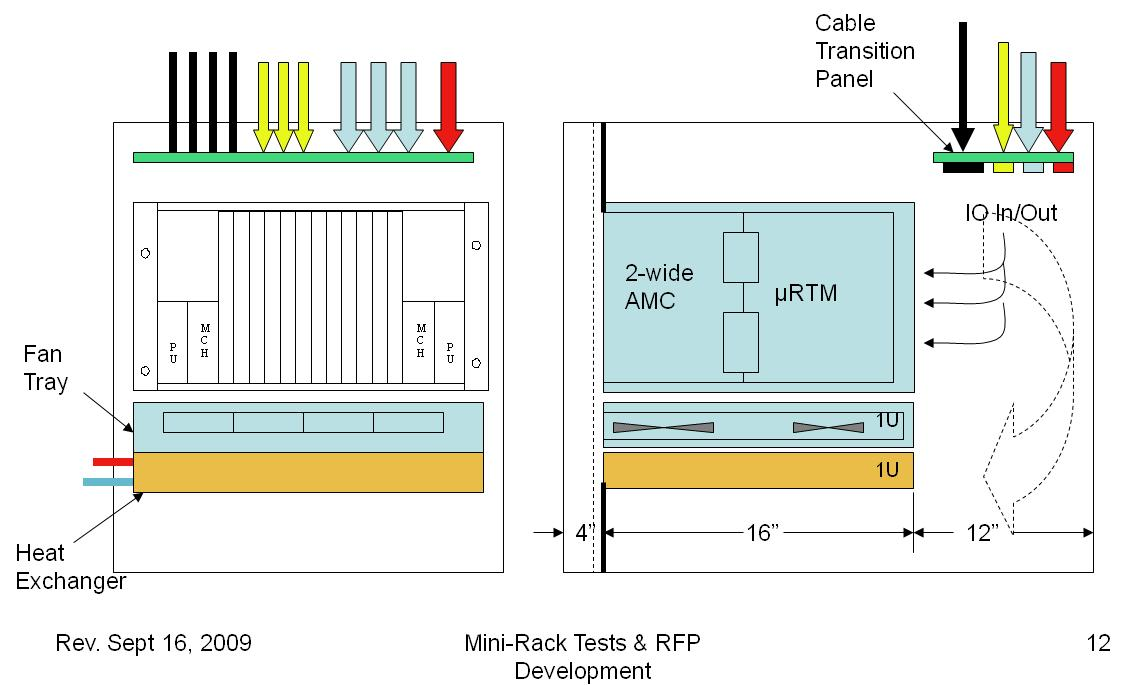 Cable
Transition
Panel
IO In/Out
2-wide
AMC
µRTM
P
U
M
C
H
M
C
H
P
U
Fan
Tray
1U
1U
4”
16”
12”
Heat
Exchanger
Rev. Sept 16, 2009
Mini-Rack Tests & RFP
Development
12